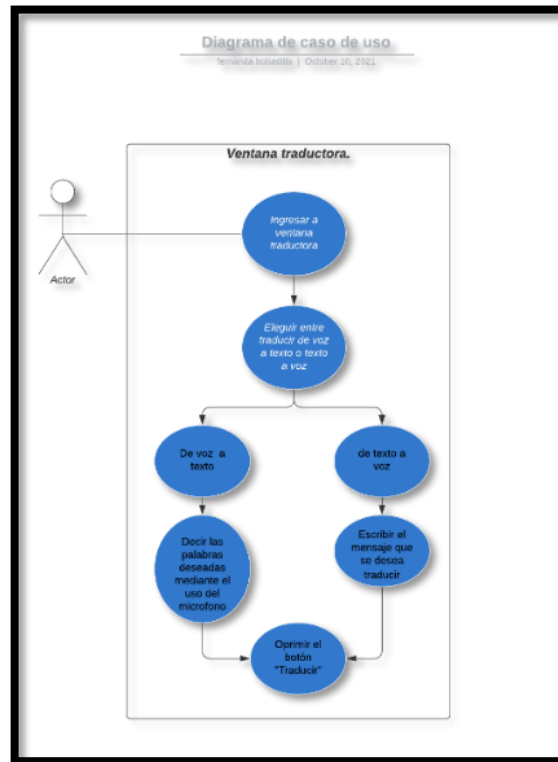 Diagrama de caso de uso
fernanda bobadilla | October 10, 2021
Ventana traductora.
Ingresar a
ventana
traductora
Actor
Eleguir entre
traducir de voz
a texto o texto
a voz
De voz a
texto
de texto a
voz
Decir las
palabras
deseadas
mediante el
uso del
microfono
Escribir el
mensaje que
se desea
traducir
Oprimir el
botón
"Traducir"